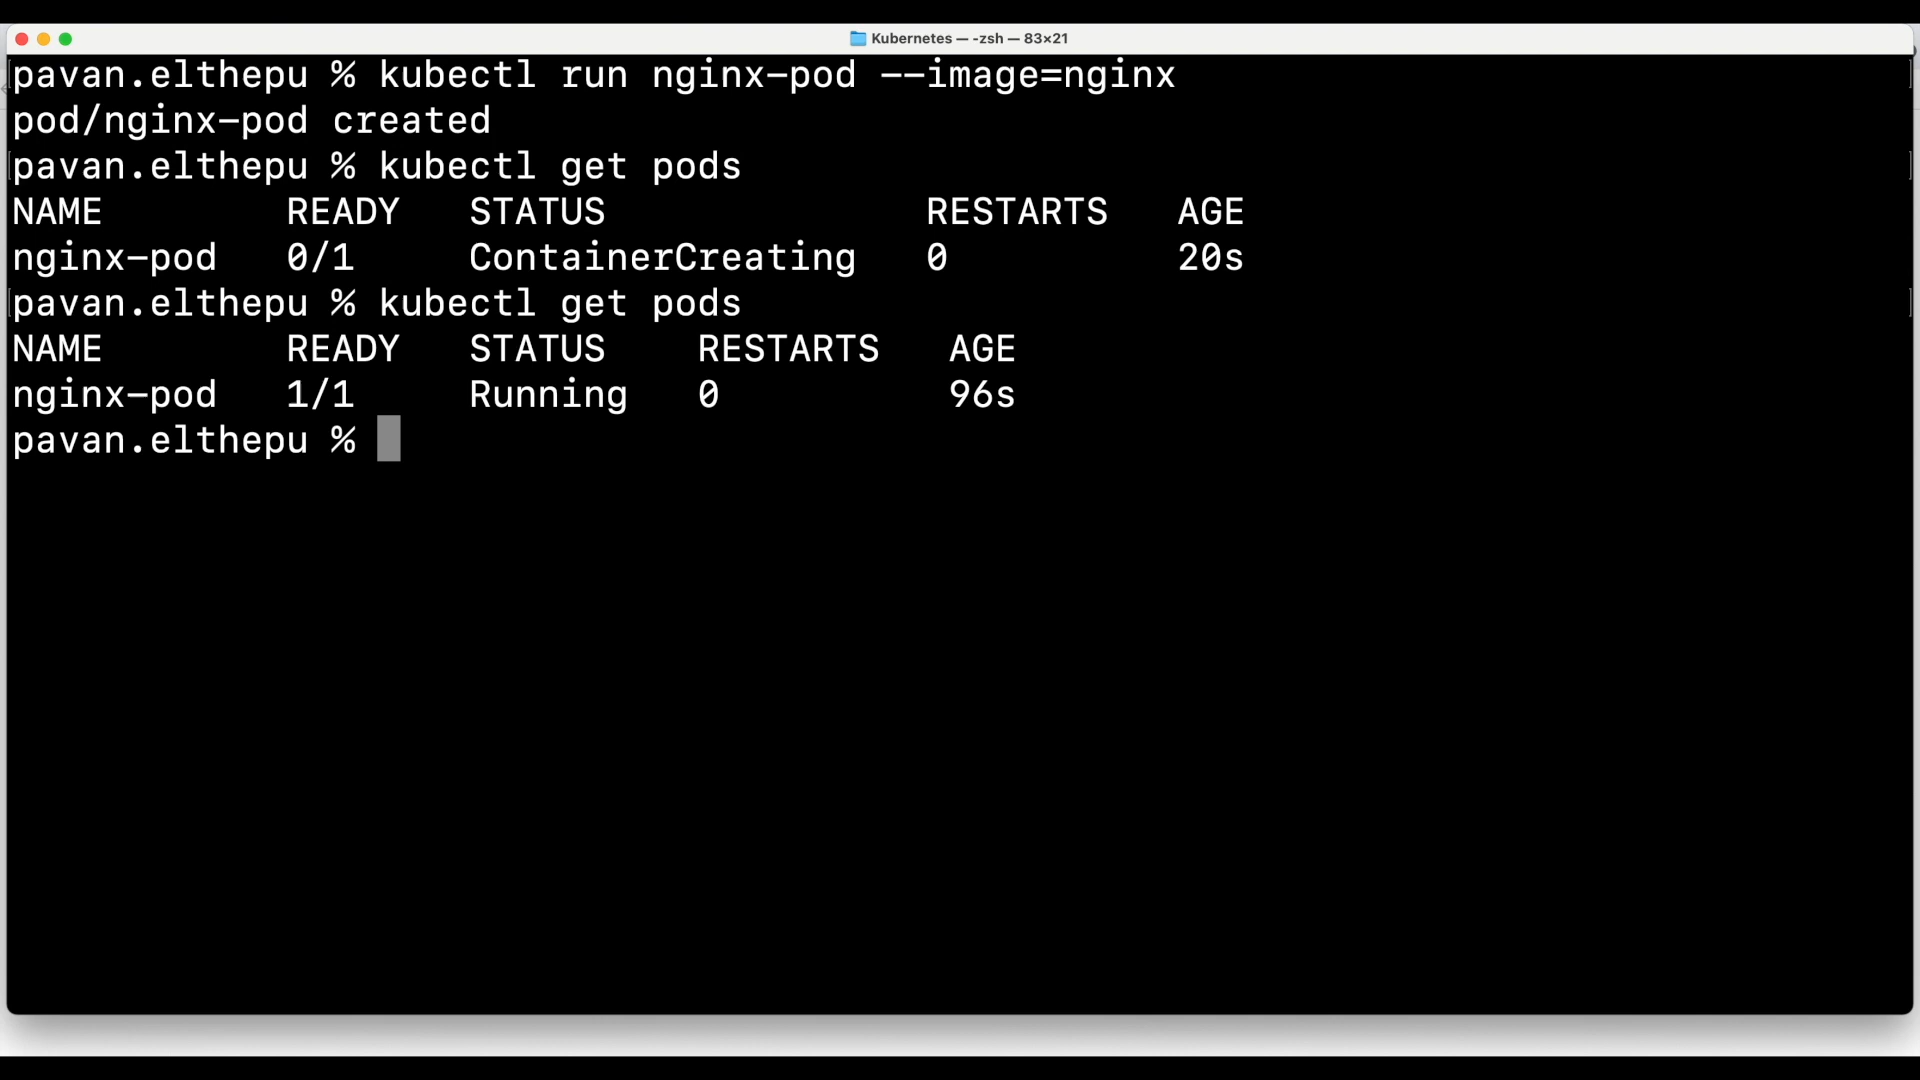 Kubernetes — -zsh — 83×21
pavan.elthepu % kubectl run nginx-pod --image=nginx
pod/nginx-pod created
pavan.elthepu % kubectl get pods
NAME        READY   STATUS              RESTARTS   AGE
nginx-pod   0/1     ContainerCreating   0          20s
pavan.elthepu % kubectl get pods
NAME        READY   STATUS    RESTARTS   AGE
nginx-pod   1/1     Running   0          96s
pavan.elthepu %